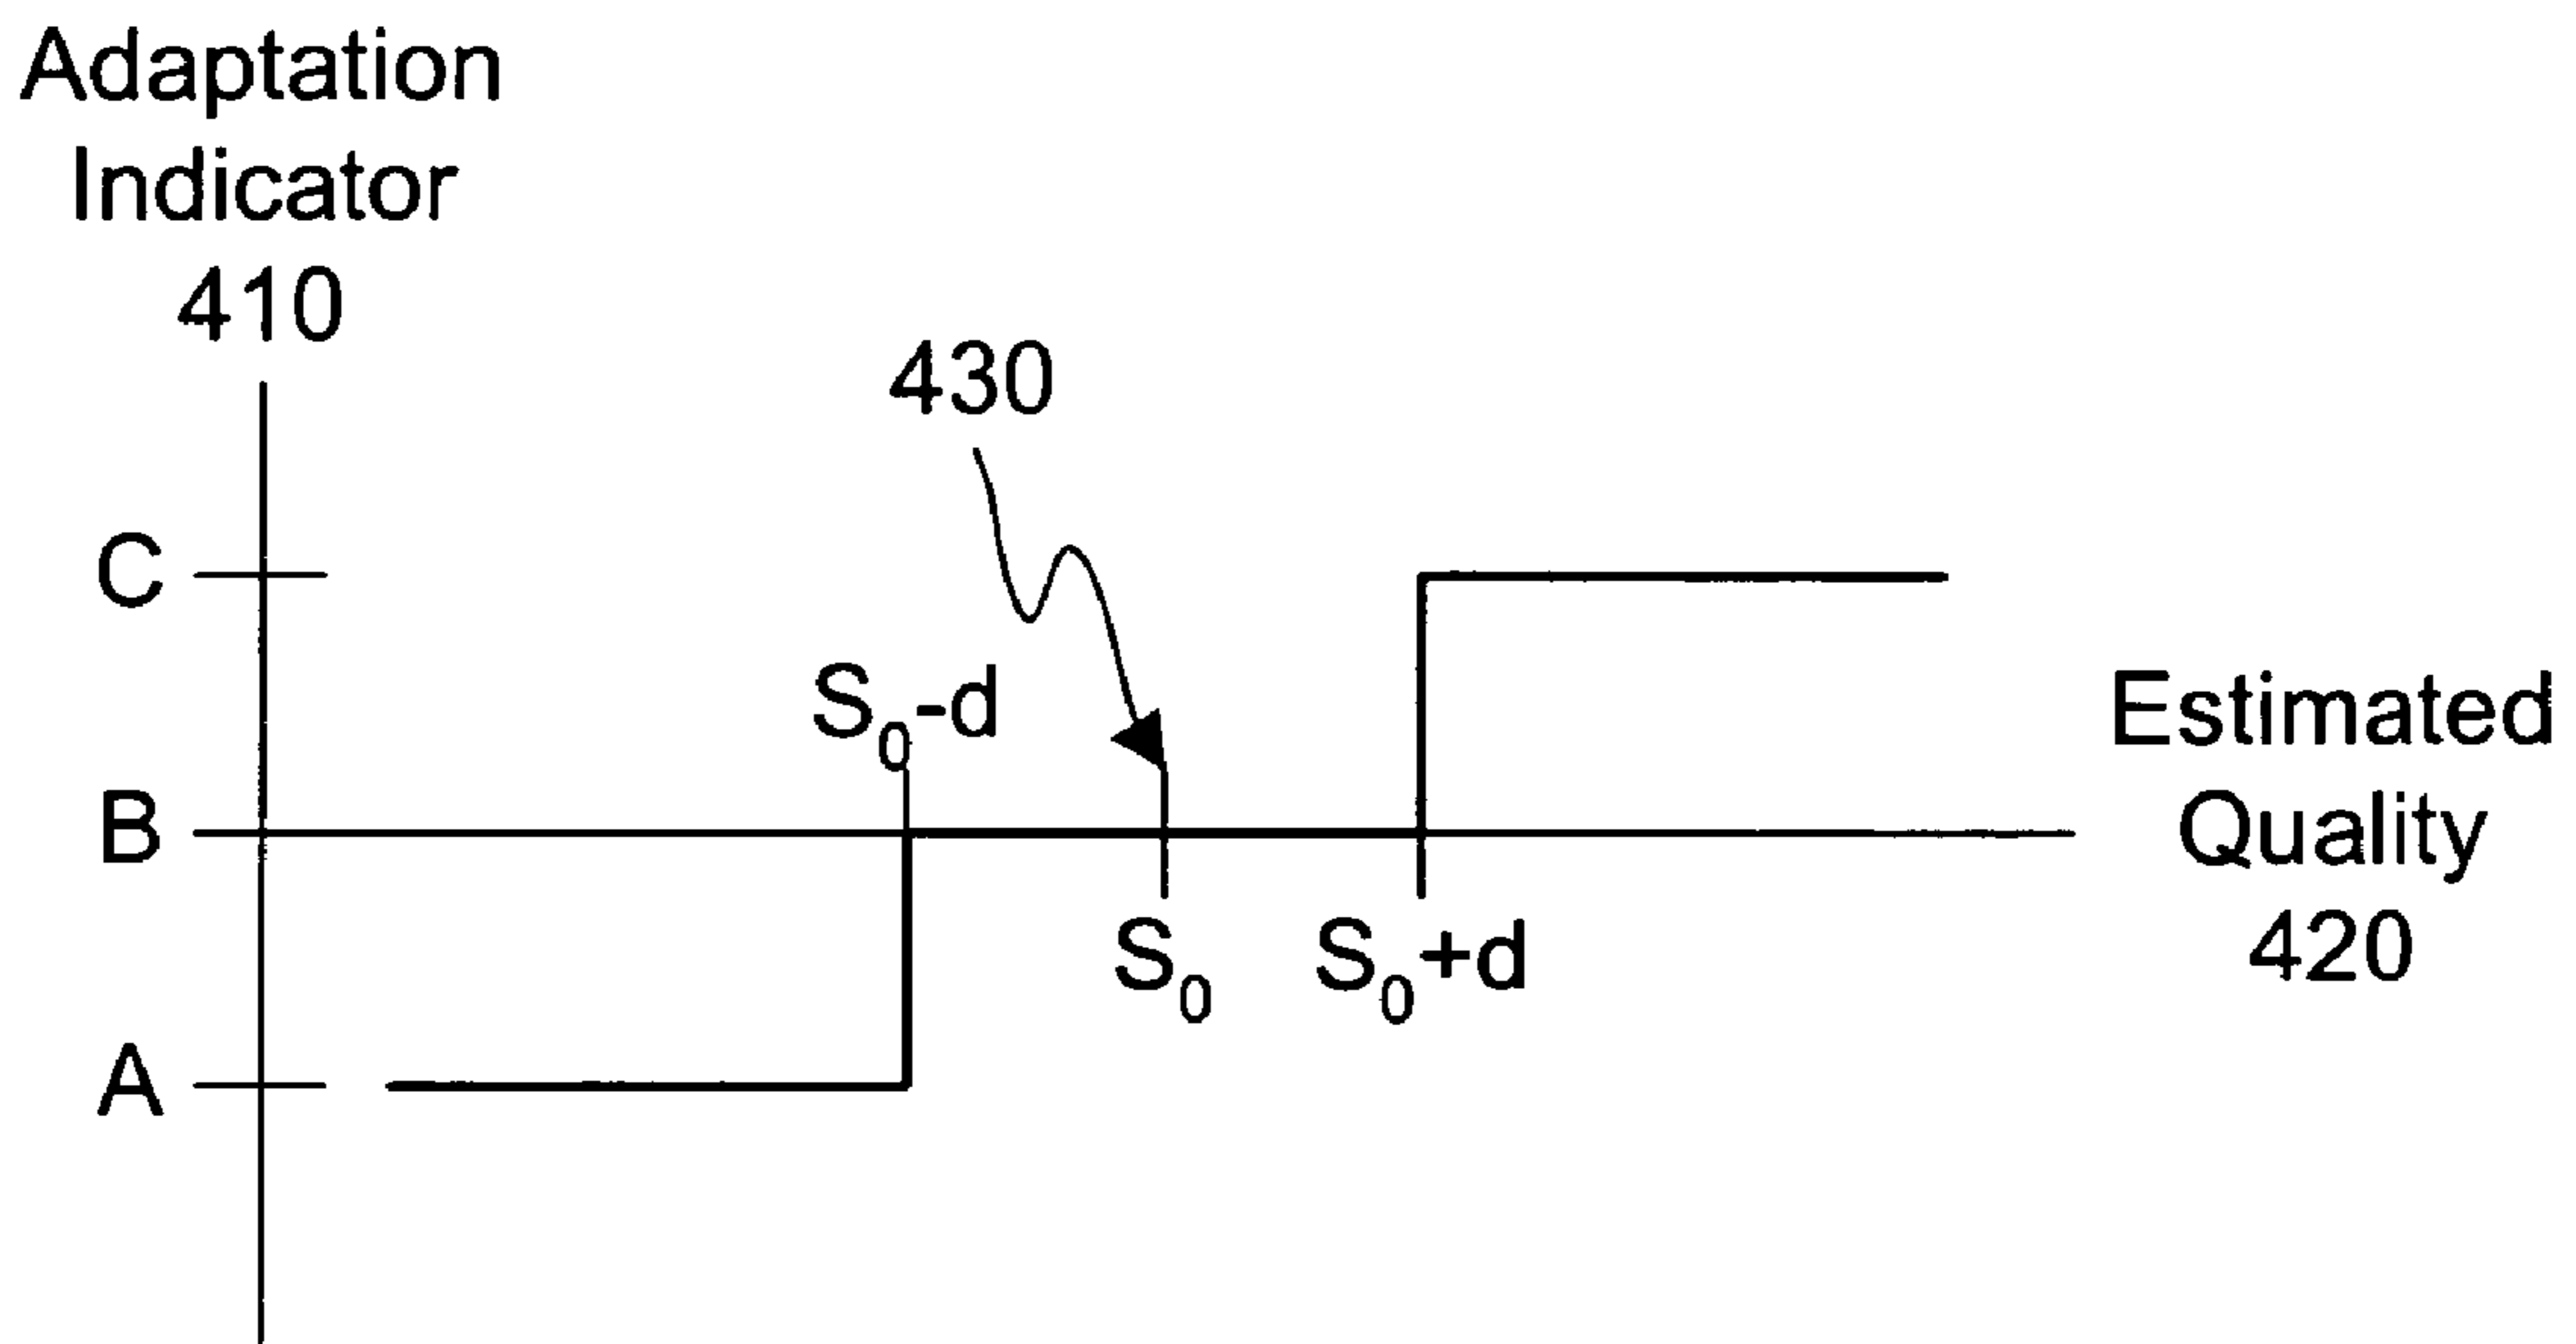 Adaptation
Indicator
410
430
C
S₀-d
Estimated
B
Quality
S₀
S₀+d
420
A